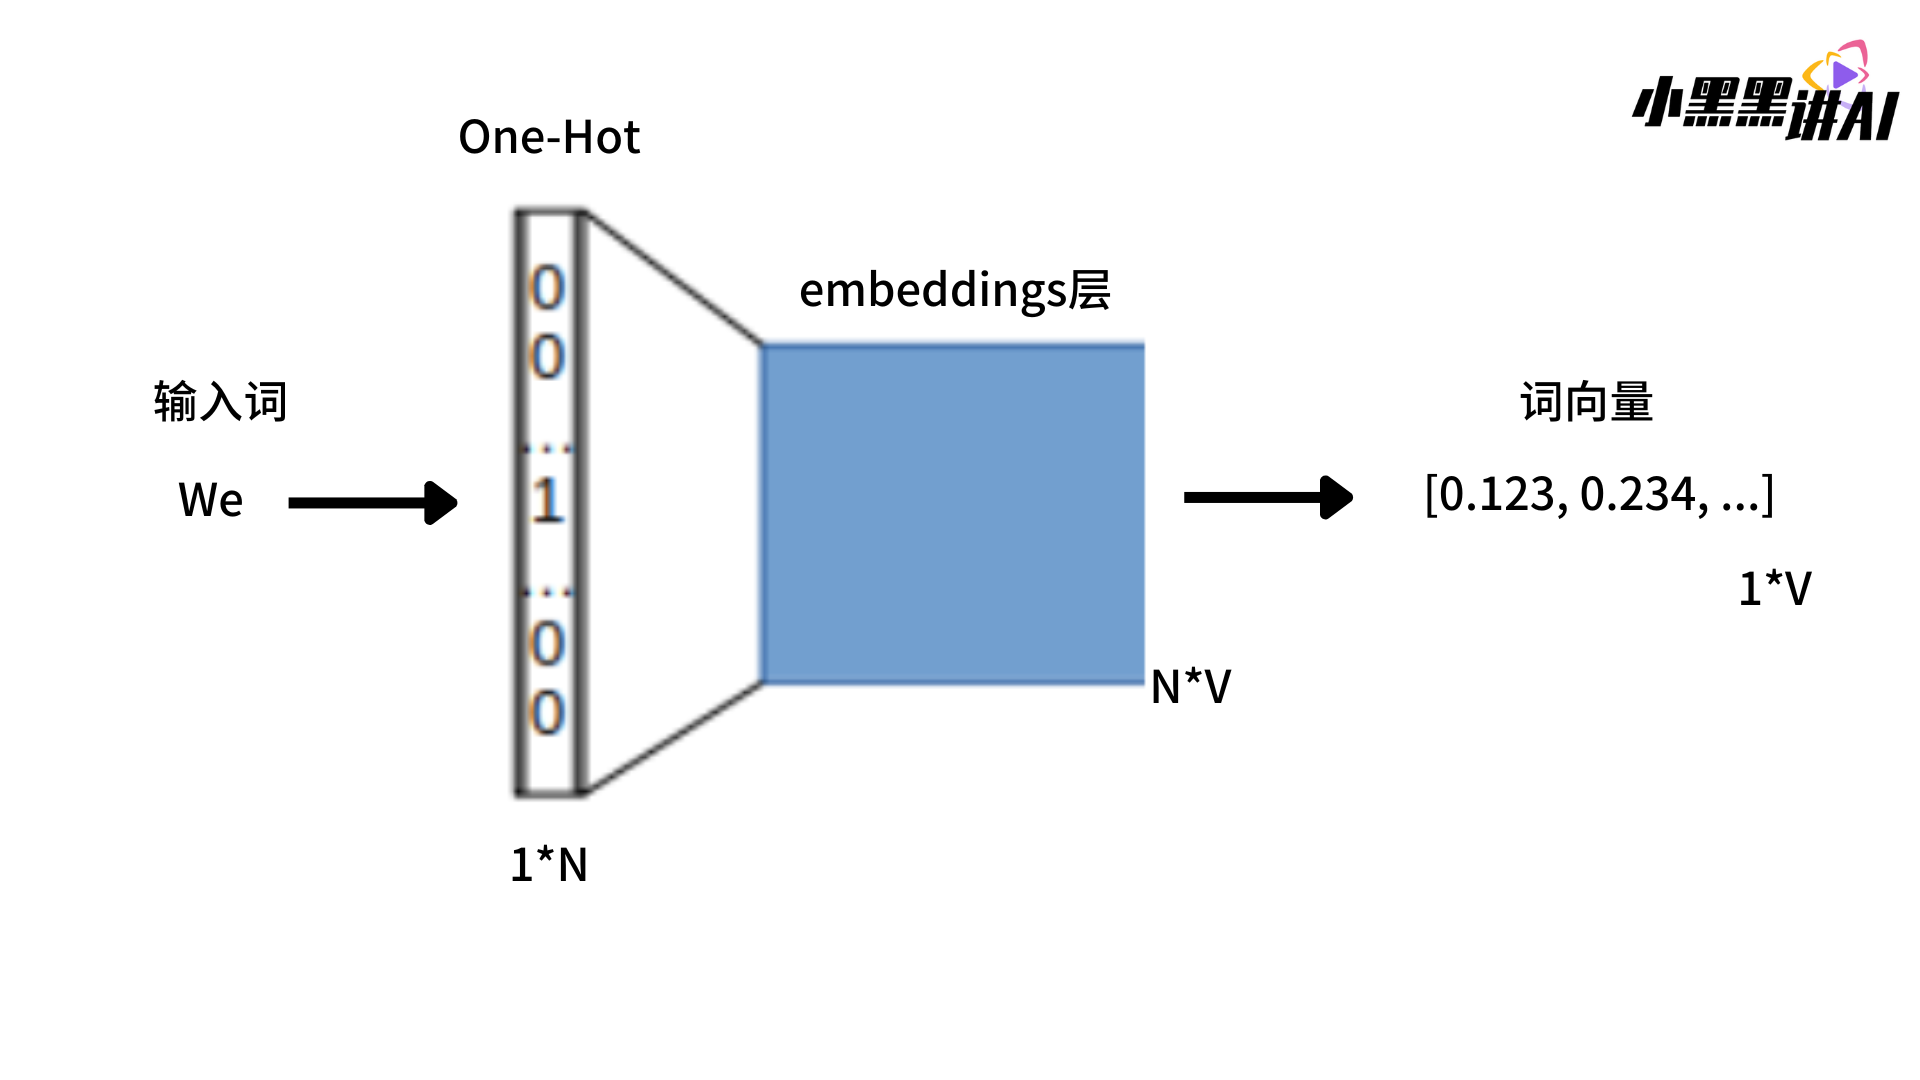 小黑黑讲AI
One-Hot
embeddings层
输入词
We
0
0
...
1
...
0
0
词向量
[0.123, 0.234, ...]
1*V
N*V
1*N